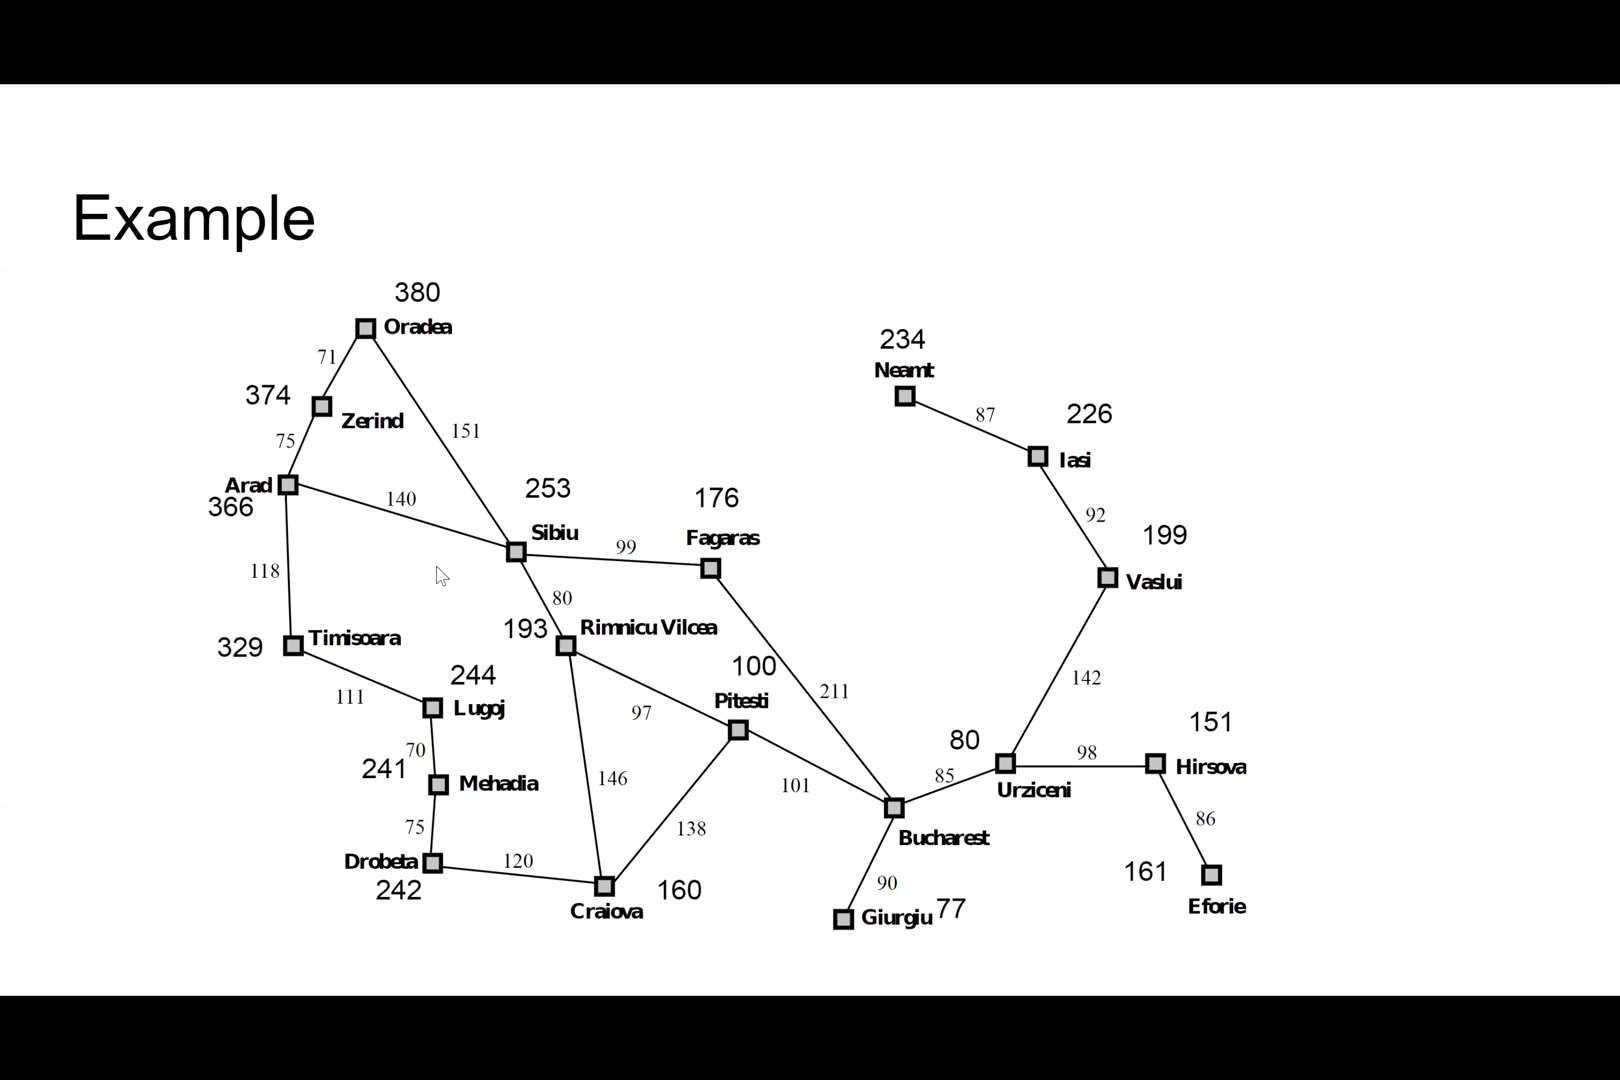 Example
380
Oradea
71
234
Neamt
374
Zerind
87
226
75
151
Iasi
Arad
366
140
253
176
Sibiu
Fagaras
92
199
99
118
Vaslui
80
Timisoara
329
193
Rimnicu Vilcea
244
100
142
111
Lugoj
Pitesti
211
97
151
70
80
98
241
Mehadia
146
101
85
Urziceni
Hirsova
75
138
Bucharest
86
Drobeta
242
120
160
161
Craiova
90
Giurgiu 77
Eforie